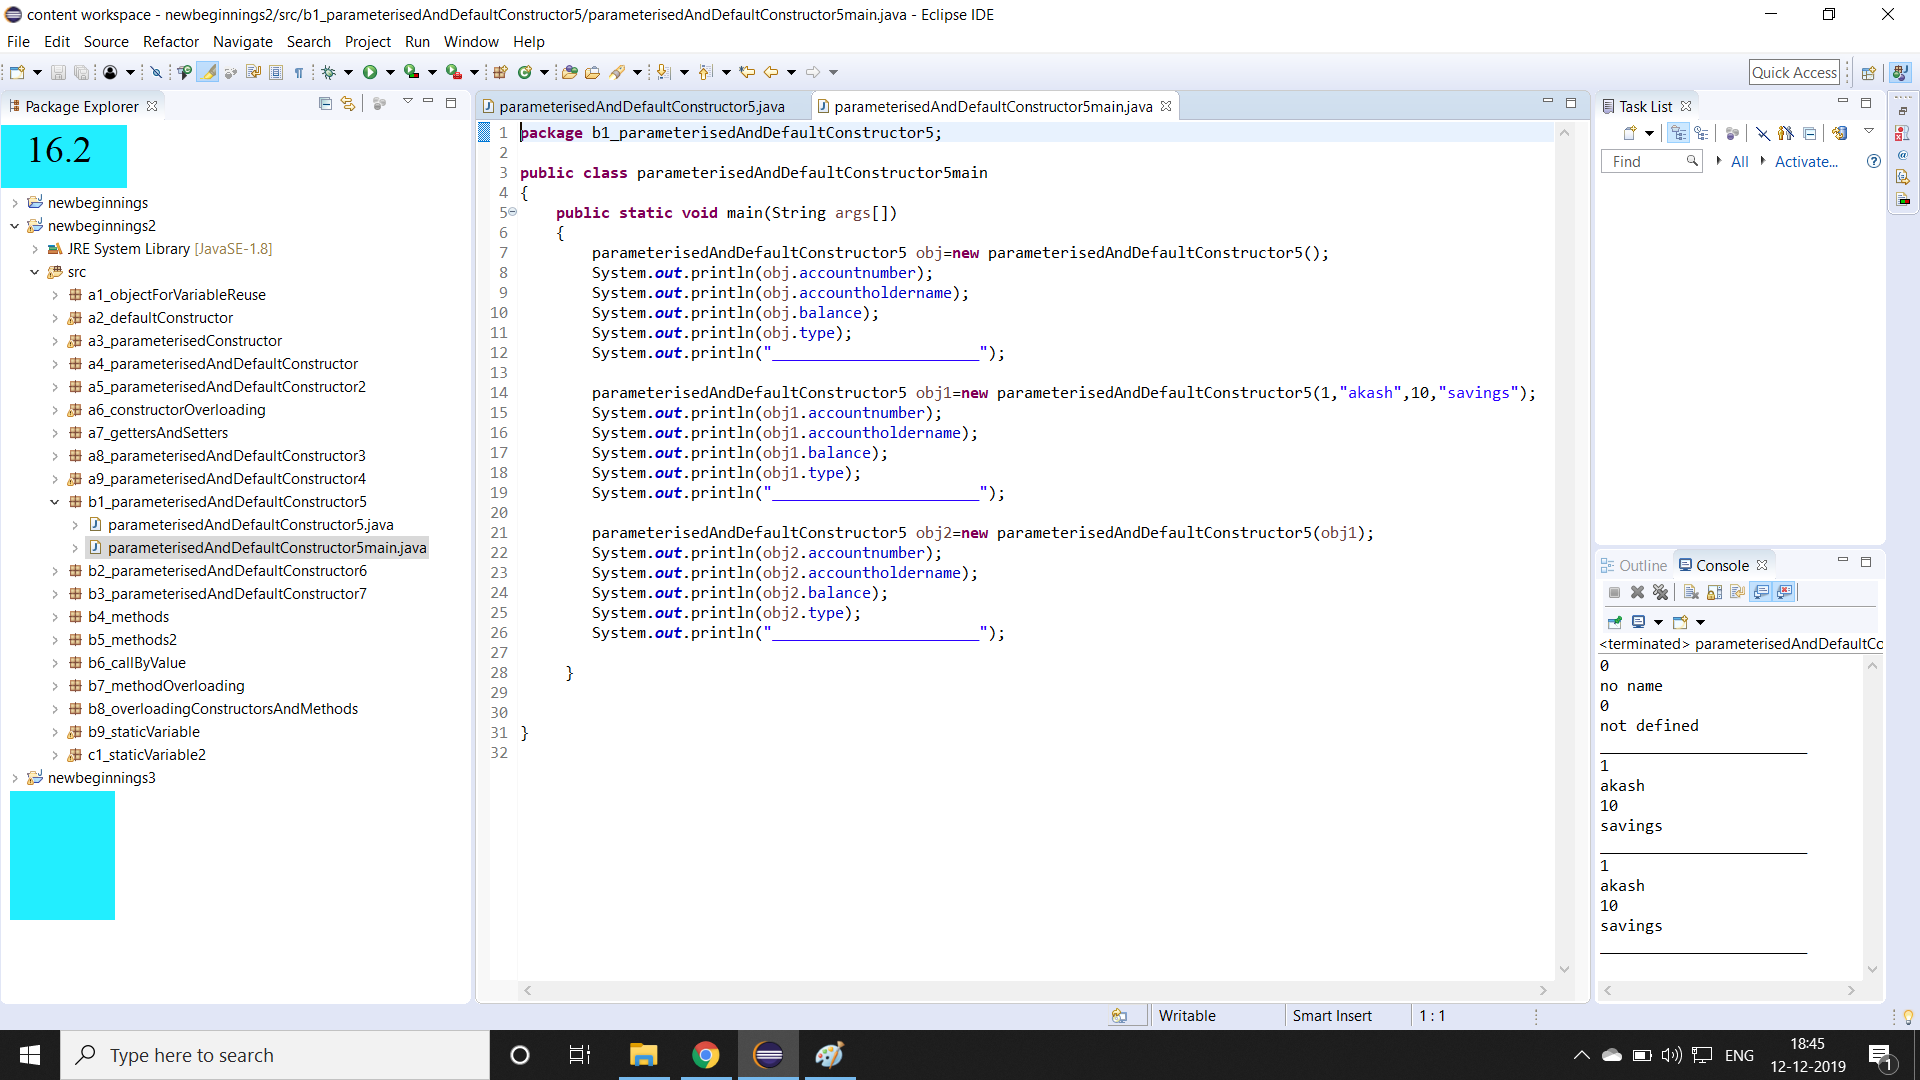 content workspace - newbeginnings2/src/b1_parameterisedAndDefaultConstructor5/parameterisedAndDefaultConstructor5main.java - Eclipse IDE
File Edit Source Refactor Navigate Search Project Run Window Help
Quick Access
Package Explorer
16.2
newbeginnings
newbeginnings2
JRE System Library [JavaSE-1.8]
src
a1_objectForVariableReuse
a2_defaultConstructor
a3_parameterisedConstructor
a4_parameterisedAndDefaultConstructor
a5_parameterisedAndDefaultConstructor2
a6_constructorOverloading
a7_gettersAndSetters
a8_parameterisedAndDefaultConstructor3
a9_parameterisedAndDefaultConstructor4
b1_parameterisedAndDefaultConstructor5
parameterisedAndDefaultConstructor5.java
parameterisedAndDefaultConstructor5main.java
b2_parameterisedAndDefaultConstructor6
b3_parameterisedAndDefaultConstructor7
b4_methods
b5_methods2
b6_callByValue
b7_methodOverloading
b8_overloadingConstructorsAndMethods
b9_staticVariable
c1_staticVariable2
newbeginnings3
parameterisedAndDefaultConstructor5.java parameterisedAndDefaultConstructor5main.java
1 package b1_parameterisedAndDefaultConstructor5;
2
3 public class parameterisedAndDefaultConstructor5main
4 {
5 public static void main(String args[])
6 {
7 parameterisedAndDefaultConstructor5 obj=new parameterisedAndDefaultConstructor5();
8 System.out.println(obj.accountnumber);
9 System.out.println(obj.accountholdername);
10 System.out.println(obj.balance);
11 System.out.println(obj.type);
12 System.out.println("_______________________");
13
14 parameterisedAndDefaultConstructor5 obj1=new parameterisedAndDefaultConstructor5(1,"akash",10,"savings");
15 System.out.println(obj1.accountnumber);
16 System.out.println(obj1.accountholdername);
17 System.out.println(obj1.balance);
18 System.out.println(obj1.type);
19 System.out.println("_______________________");
20
21 parameterisedAndDefaultConstructor5 obj2=new parameterisedAndDefaultConstructor5(obj1);
22 System.out.println(obj2.accountnumber);
23 System.out.println(obj2.accountholdername);
24 System.out.println(obj2.balance);
25 System.out.println(obj2.type);
26 System.out.println("_______________________");
27
28 }
29
30
31 }
32
Task List
Find All Activate...
Outline Console
<terminated> parameterisedAndDefaultCo
0
no name
0
not defined
_______________________
1
akash
10
savings
_______________________
1
akash
10
savings
_______________________
Writable Smart Insert 1 : 1
Type here to search
ENG
18:45
12-12-2019
1